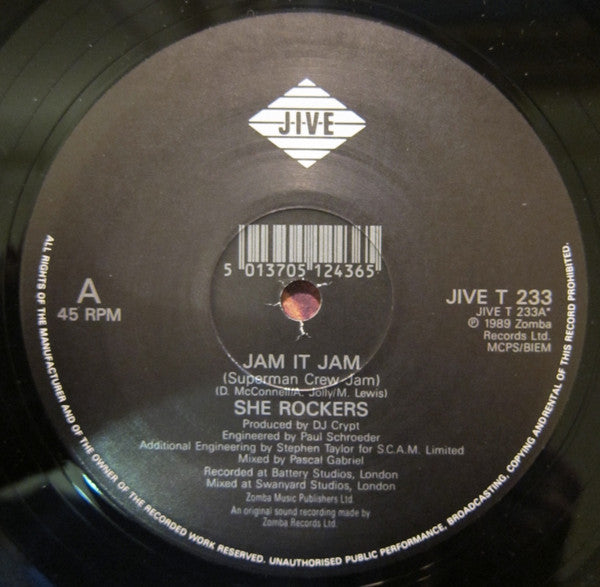 J·I·V·E
5 013705 124365
A
45 RPM
JIVE T 233
JIVE T 233A*
℗ 1989 Zomba
Records Ltd.
MCPS/BIEM
JAM IT JAM
(Superman Crew Jam)
(D. McConnell/A. Jolly/M. Lewis)
SHE ROCKERS
Produced by DJ Crypt
Engineered by Paul Schroeder
Additional Engineering by Stephen Taylor for S.C.A.M. Limited
Mixed by Pascal Gabriel
Recorded at Battery Studios, London
Mixed at Swanyard Studios, London
Zomba Music Publishers Ltd.
An original sound recording made by
Zomba Records Ltd.
ALL RIGHTS OF THE MANUFACTURER AND OF THE OWNER OF THE RECORDED WORK RESERVED. UNAUTHORISED PUBLIC PERFORMANCE, BROADCASTING, COPYING ANDRENTAL OF THIS RECORD PROHIBITED.